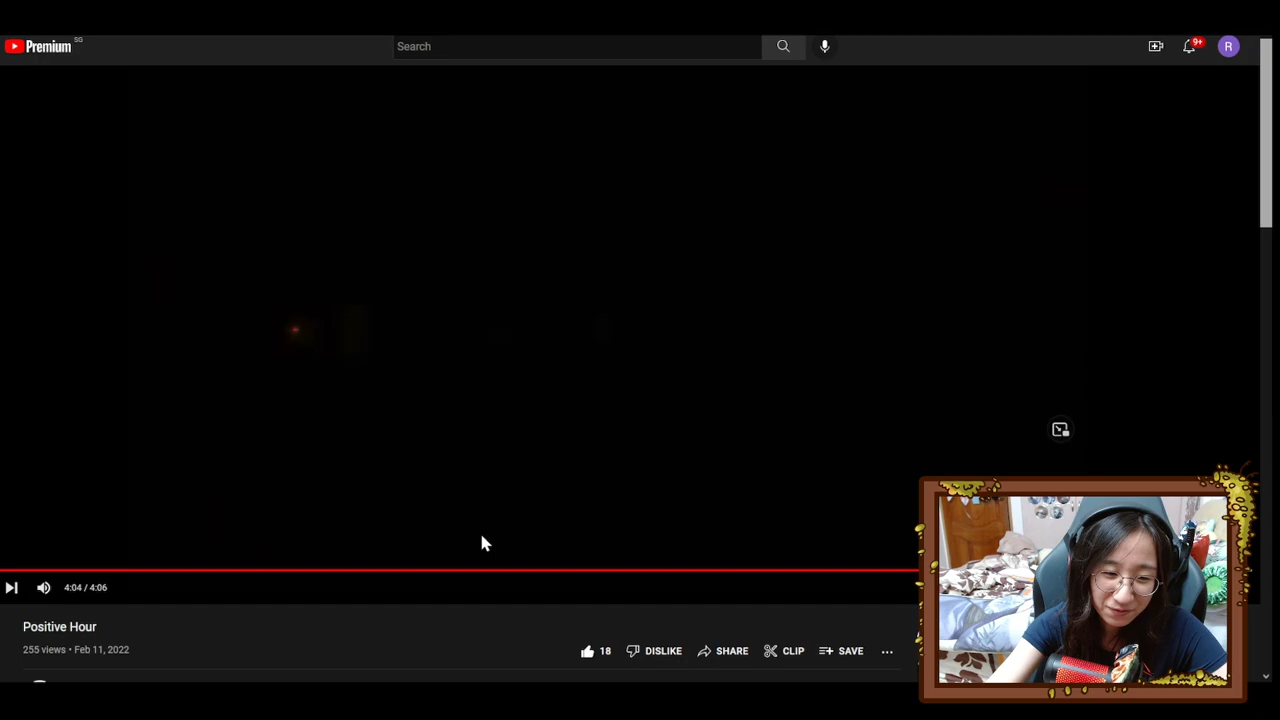 Premium SG
Search
9+
R
4:04 / 4:06
Positive Hour
255 views • Feb 11, 2022
18 DISLIKE SHARE CLIP SAVE ...